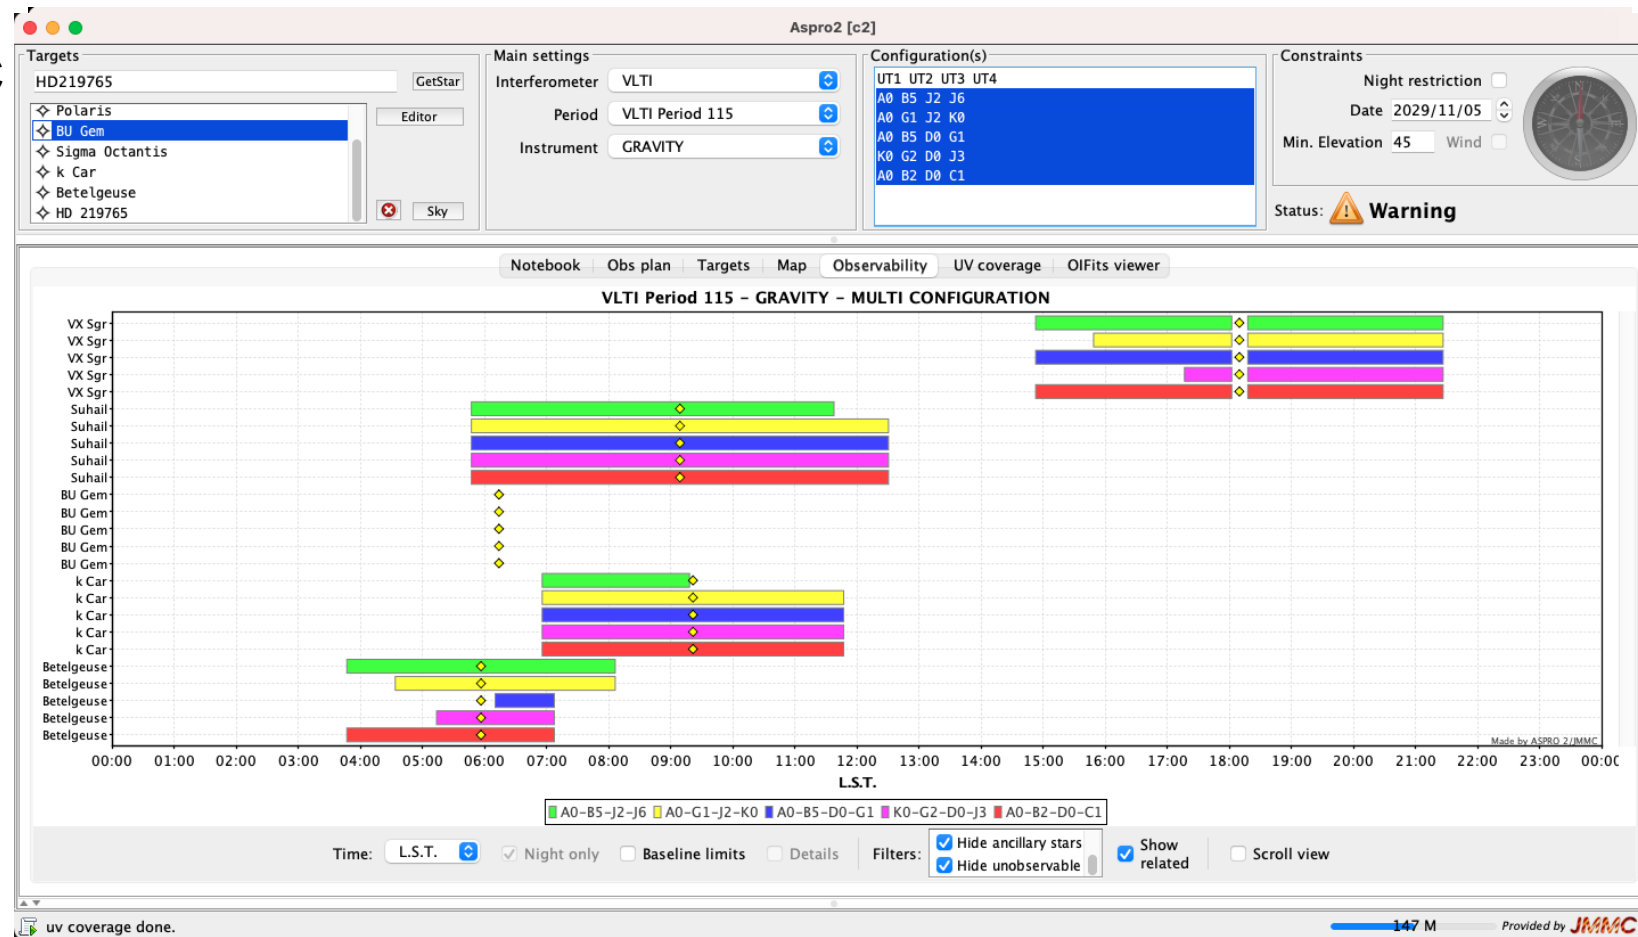 Aspro2 [c2]
Targets
HD219765
GetStar
Polaris
BU Gem
Sigma Octantis
k Car
Betelgeuse
HD 219765
Editor
Sky
Main settings
Interferometer VLTI
Period VLTI Period 115
Instrument GRAVITY
Configuration(s)
UT1 UT2 UT3 UT4
A0 B5 J2 J6
A0 G1 J2 K0
A0 B5 D0 G1
K0 G2 D0 J3
A0 B2 D0 C1
Constraints
Night restriction
Date 2029/11/05
Min. Elevation 45 Wind
Status: Warning
Notebook Obs plan Targets Map Observability UV coverage OIFits viewer
VLTI Period 115 – GRAVITY – MULTI CONFIGURATION
VX Sgr
VX Sgr
VX Sgr
VX Sgr
VX Sgr
Suhail
Suhail
Suhail
Suhail
Suhail
BU Gem
BU Gem
BU Gem
BU Gem
BU Gem
k Car
k Car
k Car
k Car
k Car
Betelgeuse
Betelgeuse
Betelgeuse
Betelgeuse
Betelgeuse
Made by ASPRO 2/JMMC
00:00 01:00 02:00 03:00 04:00 05:00 06:00 07:00 08:00 09:00 10:00 11:00 12:00 13:00 14:00 15:00 16:00 17:00 18:00 19:00 20:00 21:00 22:00 23:00 00:00
L.S.T.
A0-B5-J2-J6 A0-G1-J2-K0 A0-B5-D0-G1 K0-G2-D0-J3 A0-B2-D0-C1
Time: L.S.T. Night only Baseline limits Details Filters: Hide ancillary stars
Hide unobservable
Show
related
Scroll view
uv coverage done.
147 M
Provided by JMMC